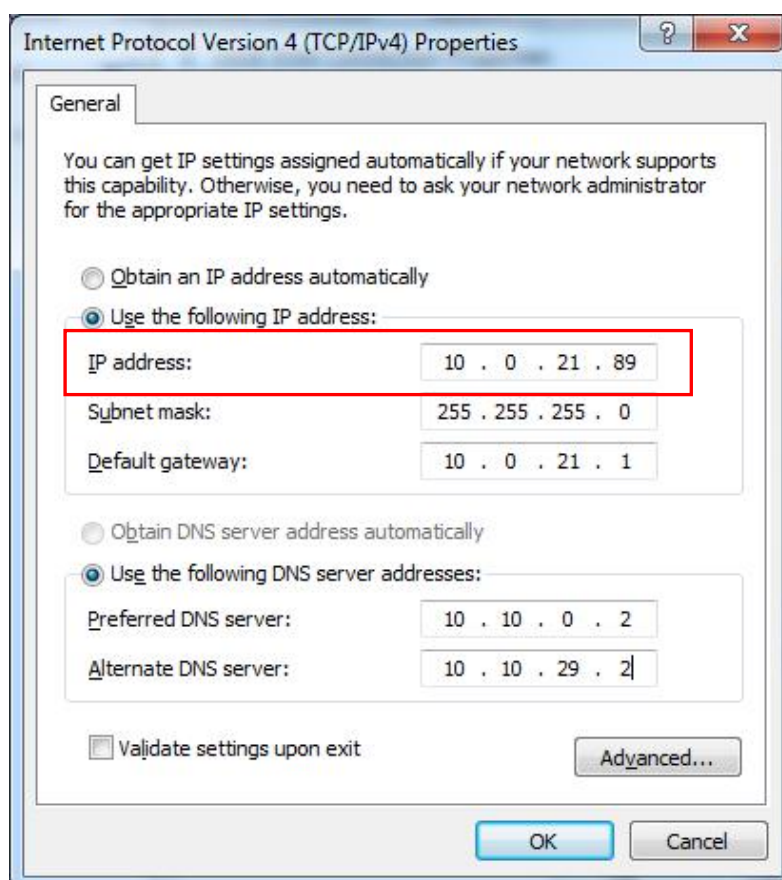 Internet Protocol Version 4 (TCP/IPv4) Properties
General
You can get IP settings assigned automatically if your network supports
this capability. Otherwise, you need to ask your network administrator
for the appropriate IP settings.
Obtain an IP address automatically
Use the following IP address:
IP address: 10 . 0 . 21 . 89
Subnet mask: 255 . 255 . 255 . 0
Default gateway: 10 . 0 . 21 . 1
Obtain DNS server address automatically
Use the following DNS server addresses:
Preferred DNS server: 10 . 10 . 0 . 2
Alternate DNS server: 10 . 10 . 29 . 2
Validate settings upon exit
Advanced...
OK Cancel